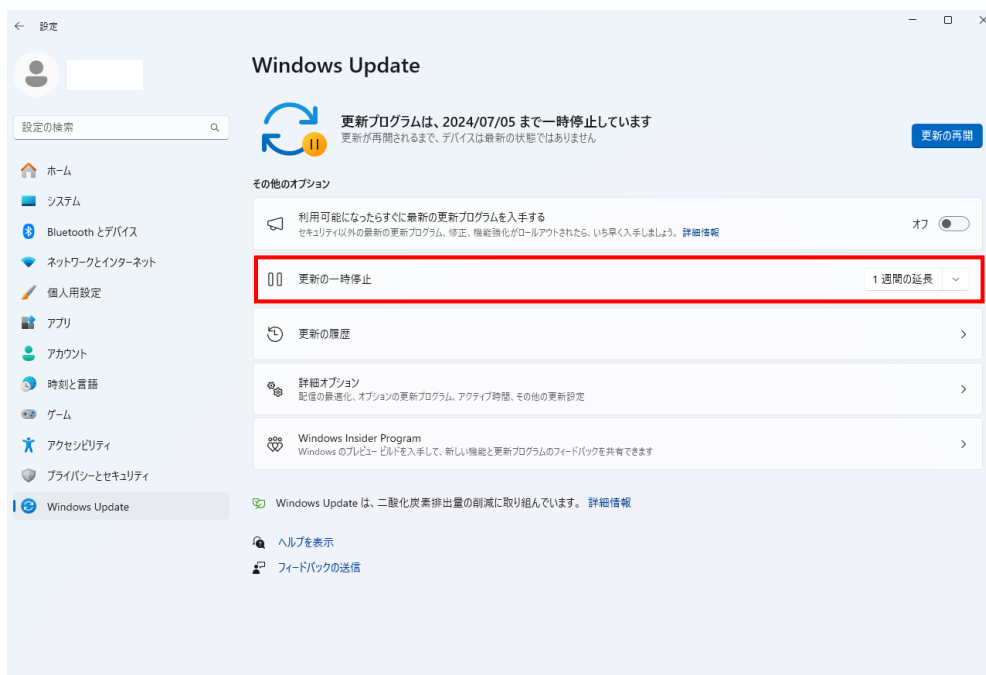 設定
Windows Update
更新プログラムは、2024/07/05 まで一時停止しています
更新が再開されるまで、デバイスは最新の状態ではありません
更新の再開
設定の検索
ホーム
システム
Bluetooth とデバイス
ネットワークとインターネット
個人用設定
アプリ
アカウント
時刻と言語
ゲーム
アクセシビリティ
プライバシーとセキュリティ
Windows Update
その他のオプション
利用可能になったらすぐに最新の更新プログラムを入手する
セキュリティ以外の最新の更新プログラム、修正、機能強化がロールアウトされたら、いち早く入手しましょう。 詳細情報
オフ
更新の一時停止
1 週間の延長
更新の履歴
詳細オプション
配信の最適化、オプションの更新プログラム、アクティブ時間、その他の更新設定
Windows Insider Program
Windows のプレビュー ビルドを入手して、新しい機能と更新プログラムのフィードバックを共有できます
Windows Update は、二酸化炭素排出量の削減に取り組んでいます。 詳細情報
ヘルプを表示
フィードバックの送信